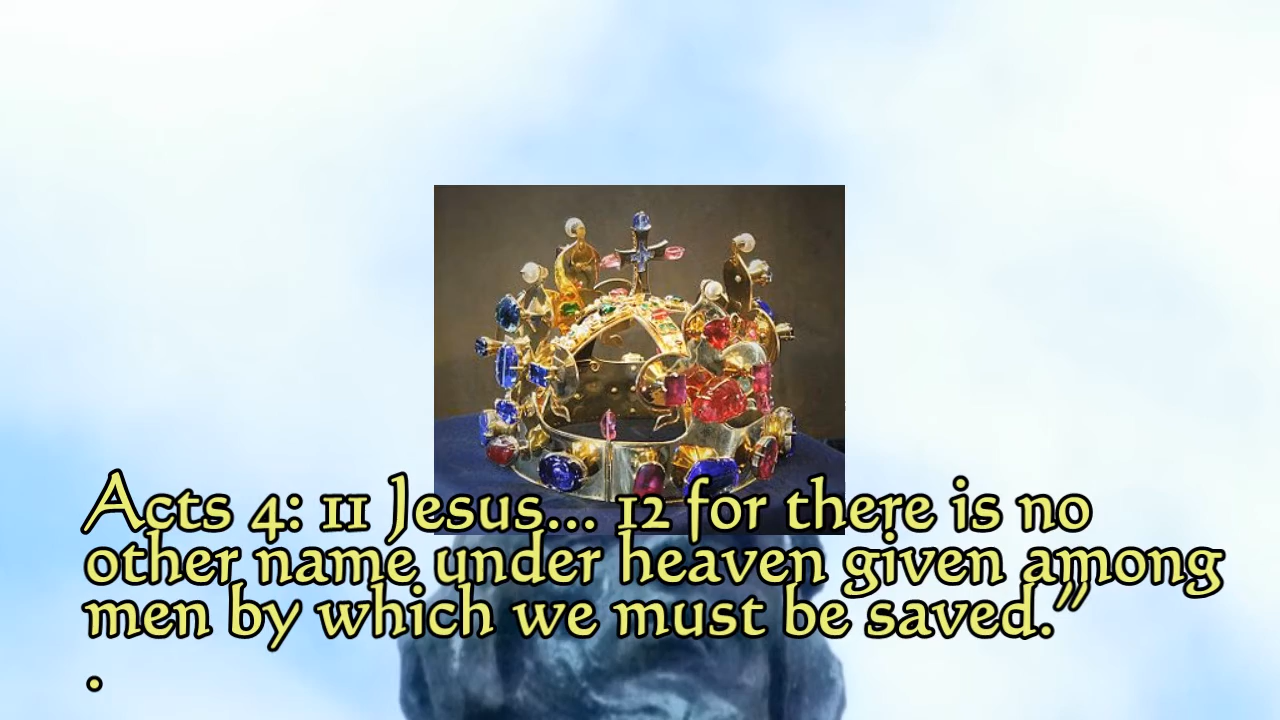 Acts 4: 11 Jesus... 12 for there is no
other name under heaven given among
men by which we must be saved.”
.